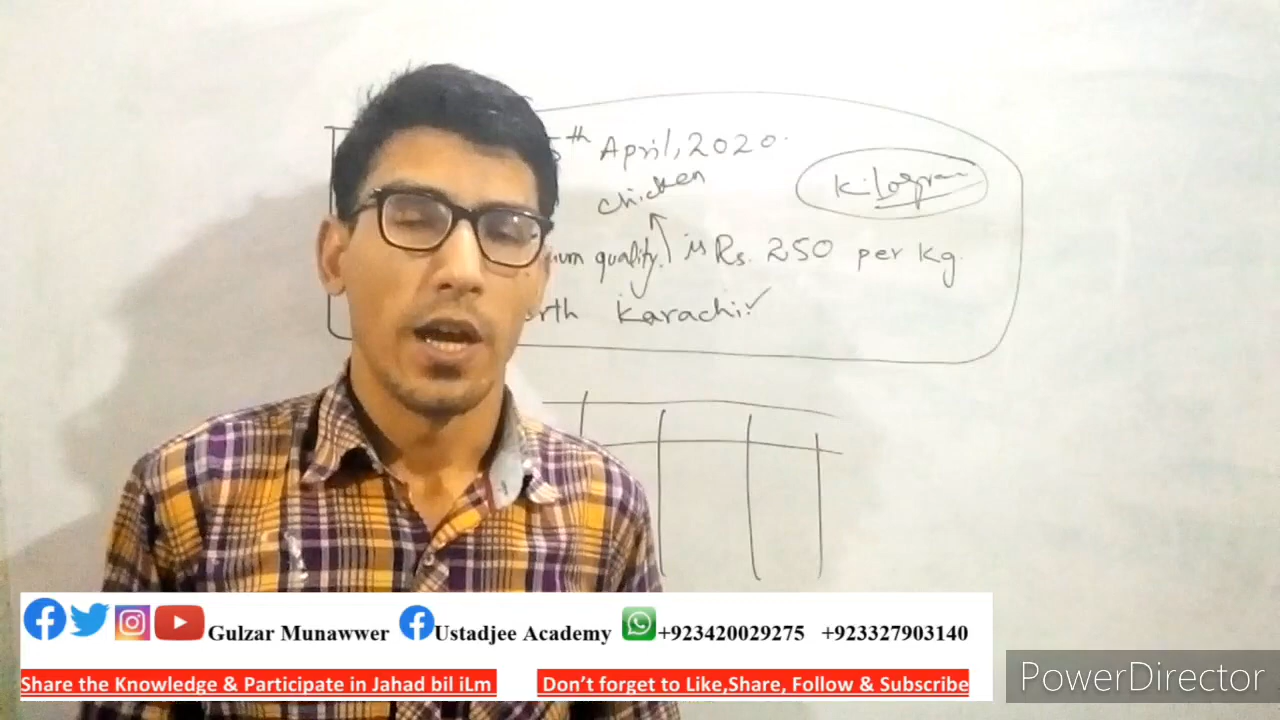 th April, 2020.
chicken
Kilogram
quality. is Rs. 250 per Kg.
Karachi.
Gulzar Munawwer Ustadjee Academy +923420029275 +923327903140
Share the Knowledge & Participate in Jahad bil iLm Don't forget to Like,Share, Follow & Subscribe
PowerDirector